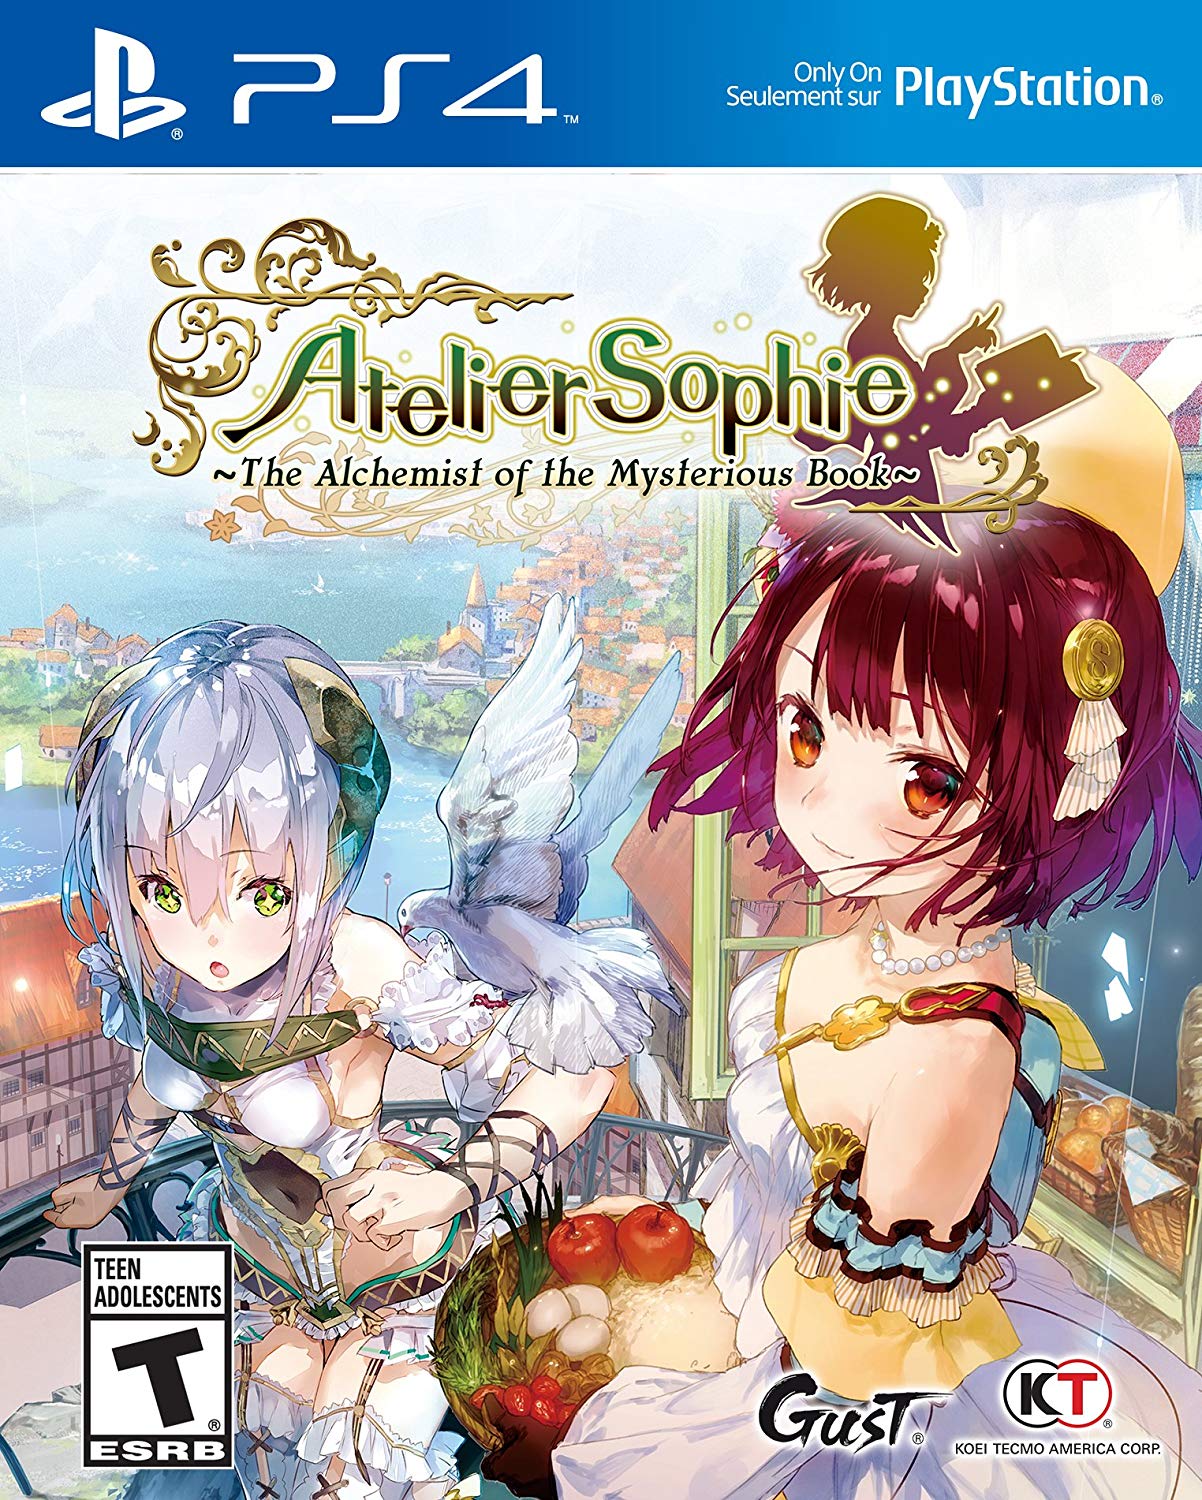 PS4™
Only On
Seulement sur
PlayStation®
Atelier Sophie
~The Alchemist of the Mysterious Book~
S
TEEN
ADOLESCENTS
T®
ESRB
GUST®
KT®
KOEI TECMO AMERICA CORP.